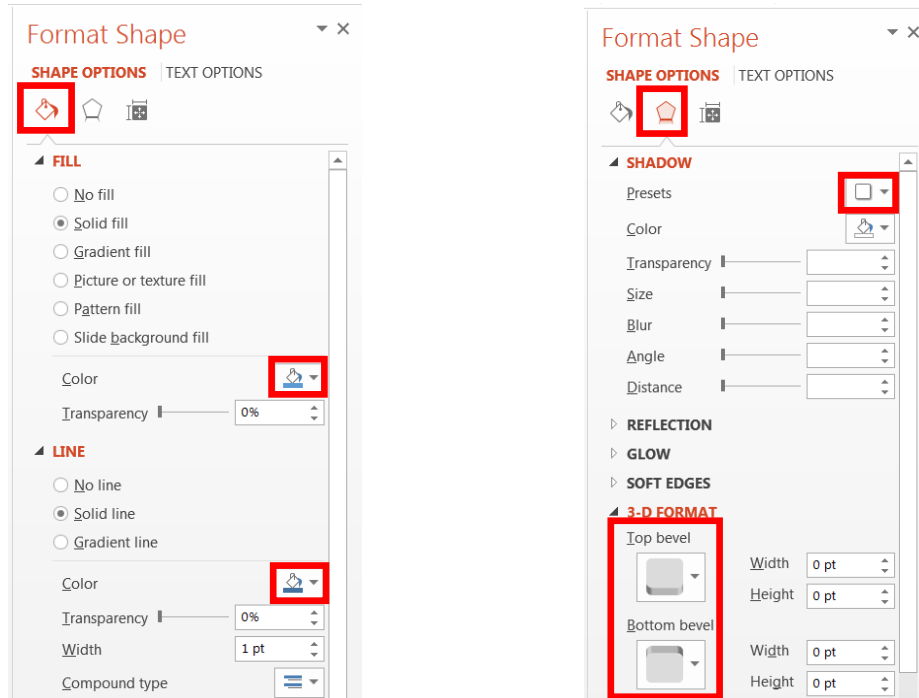 Format Shape
SHAPE OPTIONS TEXT OPTIONS
FILL
No fill
Solid fill
Gradient fill
Picture or texture fill
Pattern fill
Slide background fill
Color
Transparency 0%
LINE
No line
Solid line
Gradient line
Color
Transparency 0%
Width 1 pt
Compound type
Format Shape
SHAPE OPTIONS TEXT OPTIONS
SHADOW
Presets
Color
Transparency
Size
Blur
Angle
Distance
REFLECTION
GLOW
SOFT EDGES
3-D FORMAT
Top bevel
Width 0 pt
Height 0 pt
Bottom bevel
Width 0 pt
Height 0 pt